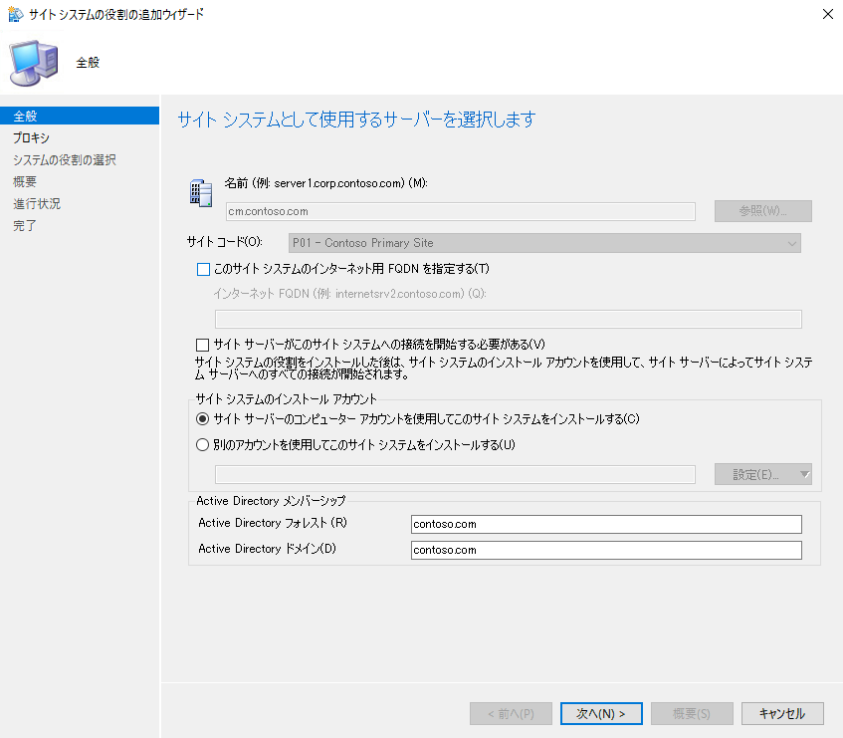 サイト システムの役割の追加ウィザード
全般
全般
プロキシ
システムの役割の選択
概要
進行状況
完了
サイト システムとして使用するサーバーを選択します
名前 (例: server1.corp.contoso.com) (M):
cm.contoso.com
参照(W)...
サイト コード(O):
P01 - Contoso Primary Site
このサイト システムのインターネット用 FQDN を指定する(T)
インターネット FQDN (例: internetsrv2.contoso.com) (Q):
サイト サーバーがこのサイト システムへの接続を開始する必要がある(V)
サイト システムの役割をインストールした後は、サイト システムのインストール アカウントを使用して、サイト サーバーによってサイト システ
ム サーバーへのすべての接続が開始されます。
サイト システムのインストール アカウント
サイト サーバーのコンピューター アカウントを使用してこのサイト システムをインストールする(C)
別のアカウントを使用してこのサイト システムをインストールする(U)
設定(E)...
Active Directory メンバーシップ
Active Directory フォレスト (R)
contoso.com
Active Directory ドメイン(D)
contoso.com
< 前へ(P)
次へ(N) >
概要(S)
キャンセル